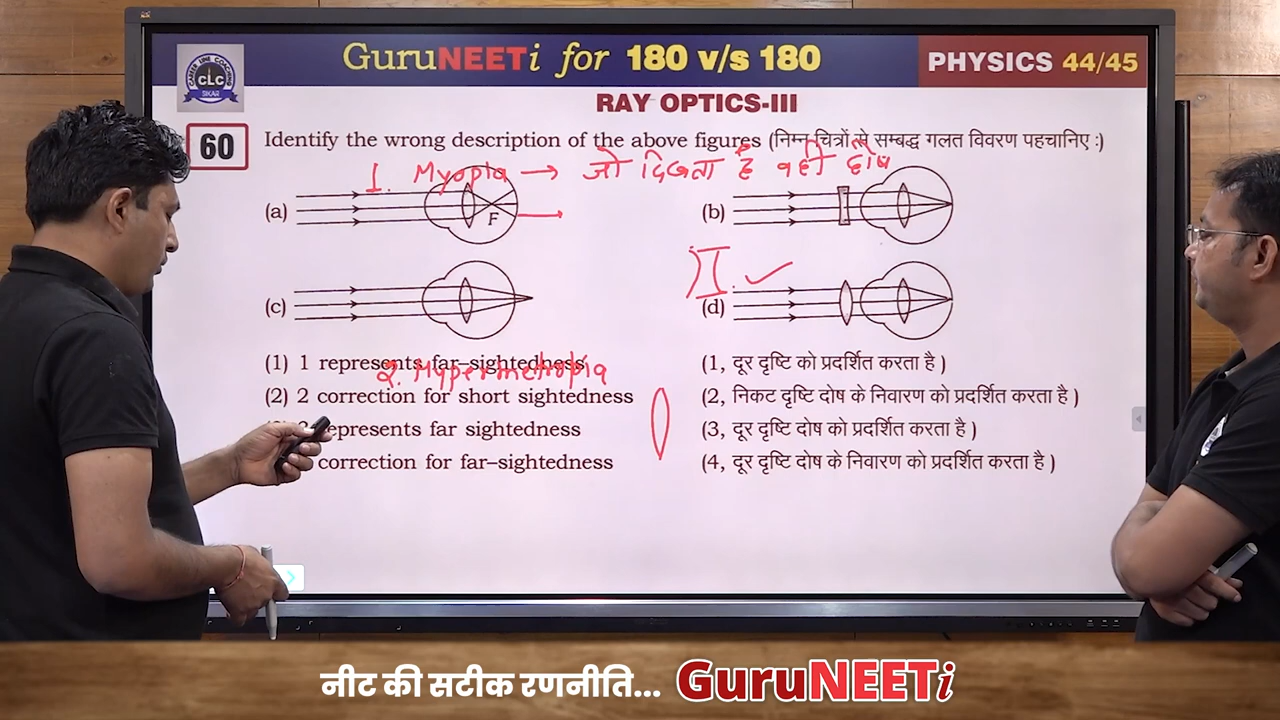 GuruNEETi for 180 v/s 180
PHYSICS 44/45
CAREER LINE COACHING
CLC
SIKAR
RAY OPTICS-III
60 Identify the wrong description of the above figures (निम्न चित्रों से सम्बद्ध गलत विवरण पहचानिए :)
1. Myopia → जो दिखता है वही दोष
(a) F
(b)
(c)
(d)
(1) 1 represents far–sightedness (1, दूर दृष्टि को प्रदर्शित करता है )
2. Hypermetropia
(2) 2 correction for short sightedness (2, निकट दृष्टि दोष के निवारण को प्रदर्शित करता है )
represents far sightedness (3, दूर दृष्टि दोष को प्रदर्शित करता है )
correction for far–sightedness (4, दूर दृष्टि दोष के निवारण को प्रदर्शित करता है )
नीट की सटीक रणनीति... GuruNEETi